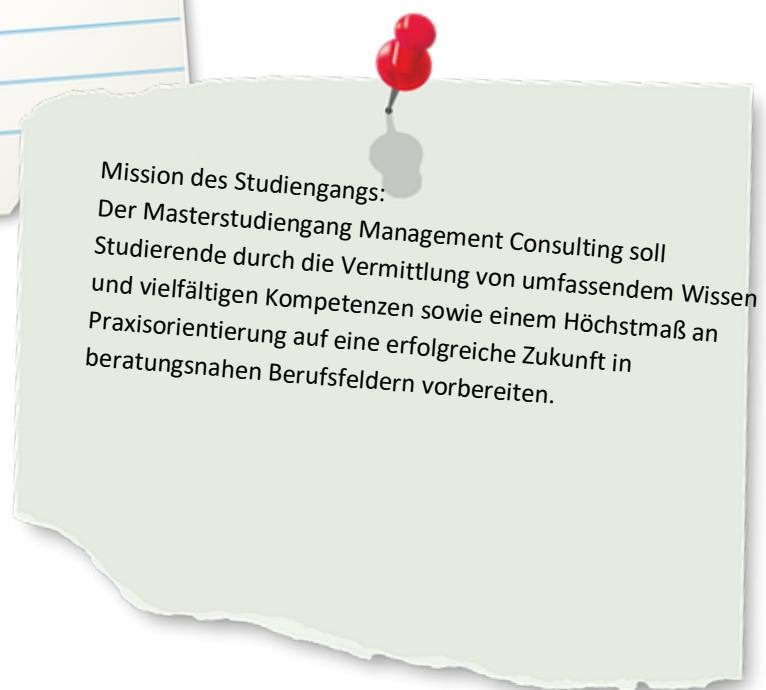 Mission des Studiengangs:
Der Masterstudiengang Management Consulting soll
Studierende durch die Vermittlung von umfassendem Wissen
und vielfältigen Kompetenzen sowie einem Höchstmaß an
Praxisorientierung auf eine erfolgreiche Zukunft in
beratungsnahen Berufsfeldern vorbereiten.